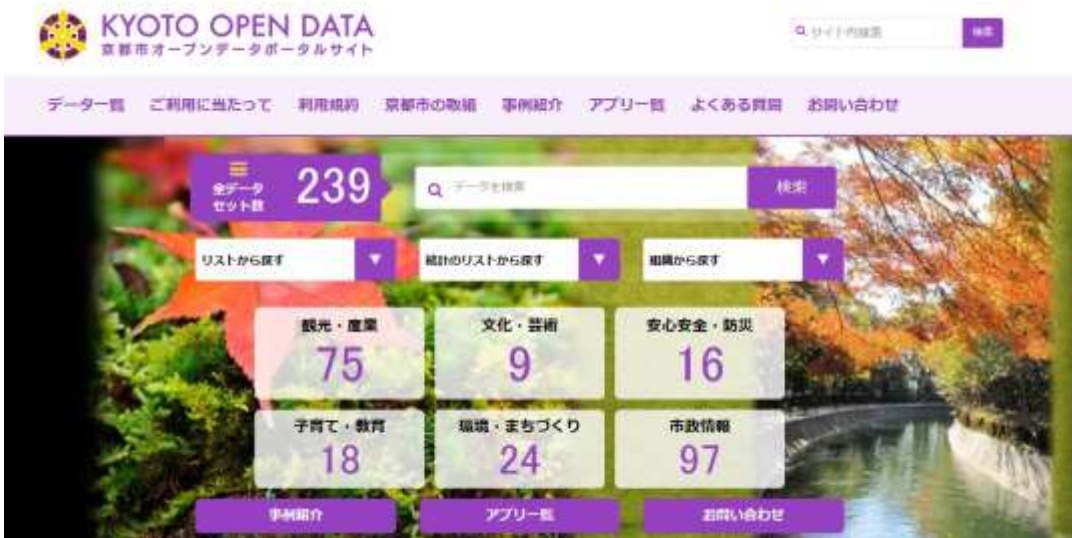 KYOTO OPEN DATA
京都市オープンデータポータルサイト
サイト内検索 検索
データ一覧 ご利用に当たって 利用規約 京都市の取組 事例紹介 アプリ一覧 よくある質問 お問い合わせ
全データ
セット数
239
データを検索 検索
リストから探す 統計のリストから探す 組織から探す
観光・産業 文化・芸術 安心安全・防災
75 9 16
子育て・教育 環境・まちづくり 市政情報
18 24 97
事例紹介 アプリ一覧 お問い合わせ